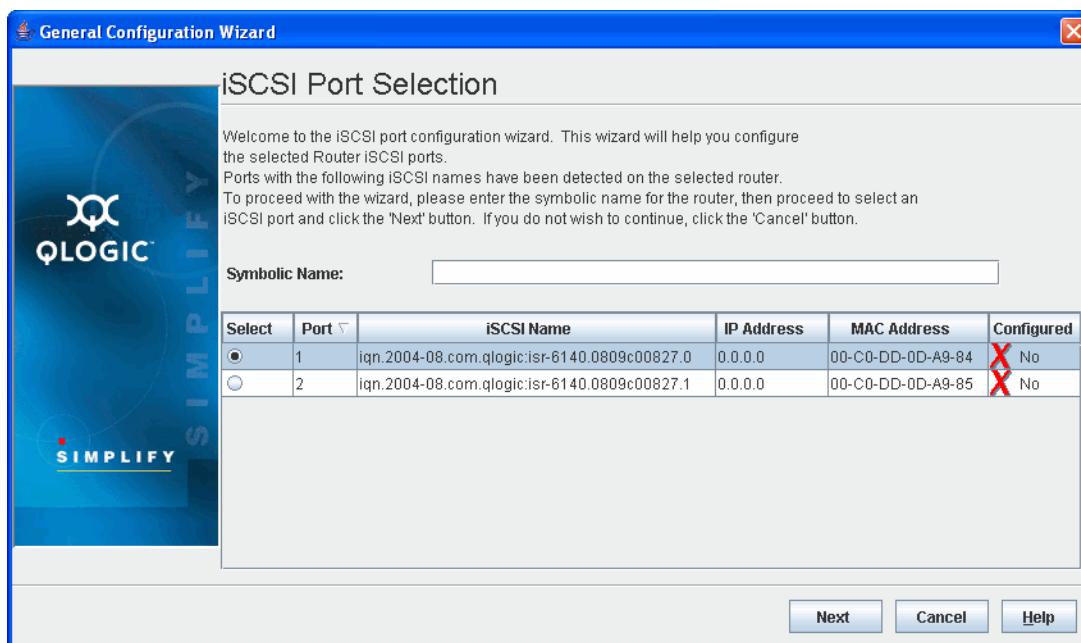 General Configuration Wizard
iSCSI Port Selection
Welcome to the iSCSI port configuration wizard. This wizard will help you configure
the selected Router iSCSI ports.
Ports with the following iSCSI names have been detected on the selected router.
To proceed with the wizard, please enter the symbolic name for the router, then proceed to select an
iSCSI port and click the 'Next' button. If you do not wish to continue, click the 'Cancel' button.
QLOGIC™
SIMPLIFY
SIMPLIFY
Symbolic Name:
Select Port iSCSI Name IP Address MAC Address Configured
1 iqn.2004-08.com.qlogic:isr-6140.0809c00827.0 0.0.0.0 00-C0-DD-0D-A9-84 No
2 iqn.2004-08.com.qlogic:isr-6140.0809c00827.1 0.0.0.0 00-C0-DD-0D-A9-85 No
Next Cancel Help